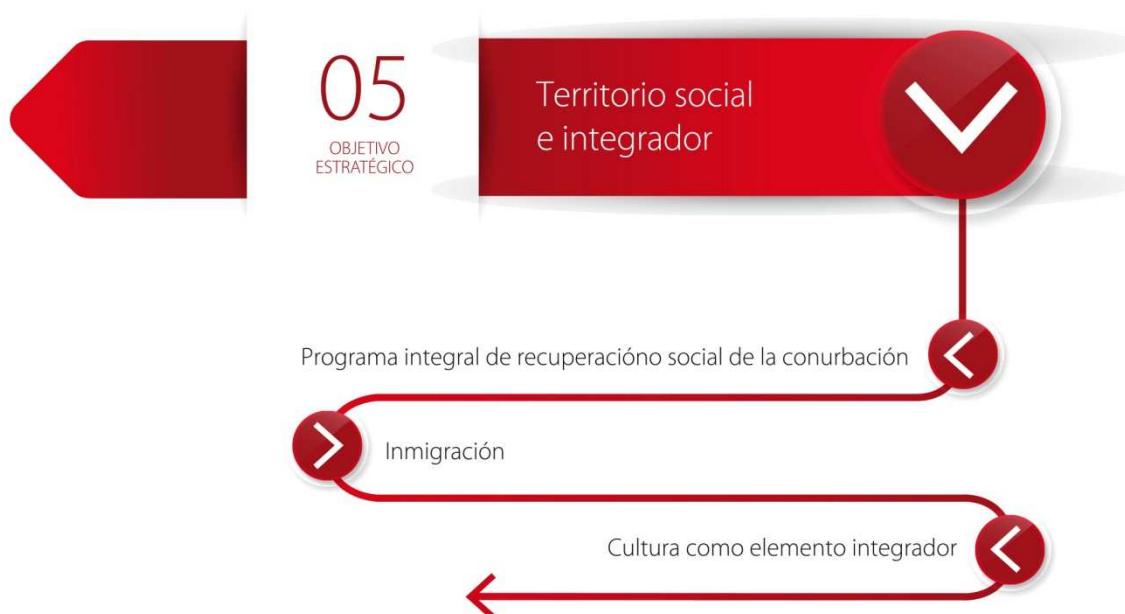 05
OBJETIVO
ESTRATÉGICO
Territorio social
e integrador
Programa integral de recuperacióno social de la conurbación
Inmigración
Cultura como elemento integrador